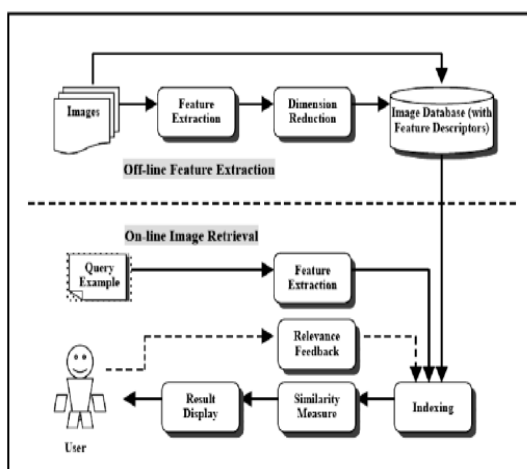 Images
Feature
Extraction
Dimension
Reduction
Image Database (with
Feature Descriptors)
Off-line Feature Extraction
On-line Image Retrieval
Query
Example
Feature
Extraction
Relevance
Feedback
Result
Display
Similarity
Measure
Indexing
User